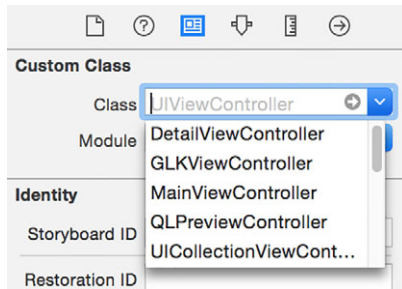 Custom Class
Class UIViewController
Module
DetailViewController
GLKViewController
MainViewController
Identity
QLPreviewController
Storyboard ID
UICollectionViewCont...
Restoration ID